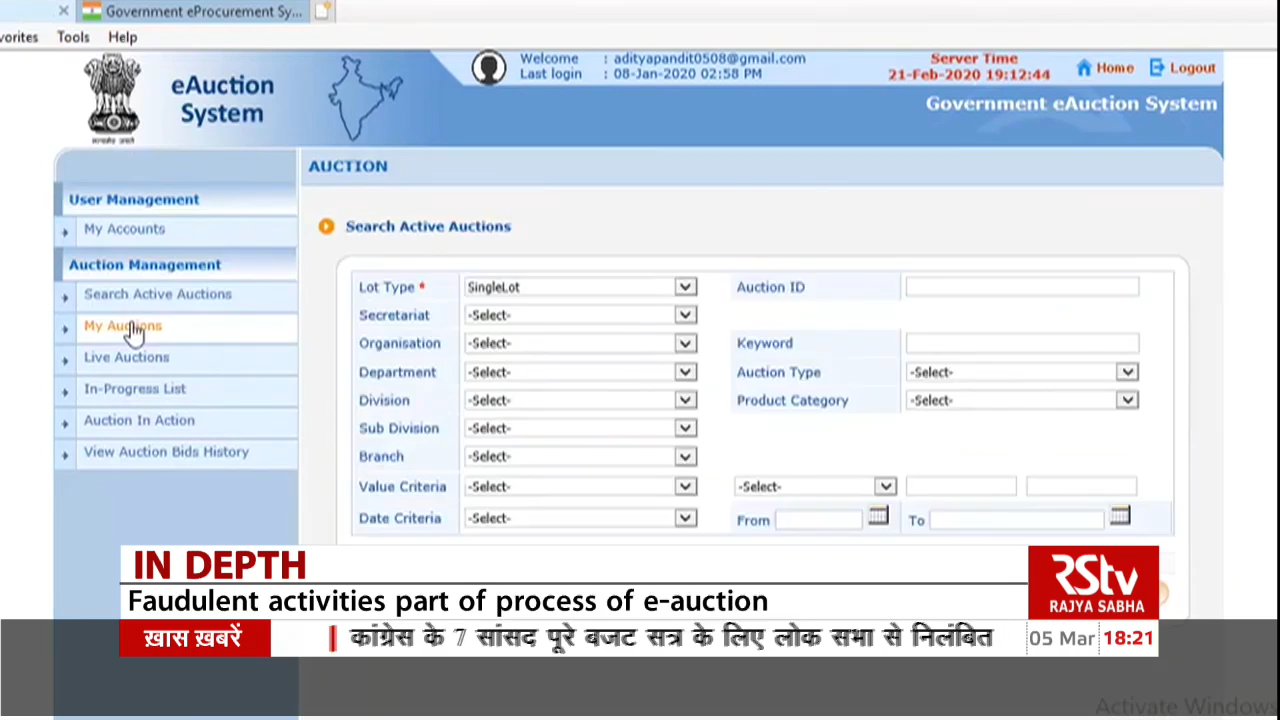 Government eProcurement Sy...
vorites Tools Help
eAuction System
Welcome : adityapandit0508@gmail.com
Last login : 08-Jan-2020 02:58 PM
Server Time
21-Feb-2020 19:12:44
Home
Logout
Government eAuction System
User Management
My Accounts
Auction Management
Search Active Auctions
My Auctions
Live Auctions
In-Progress List
Auction In Action
View Auction Bids History
AUCTION
Search Active Auctions
Lot Type * SingleLot Auction ID
Secretariat -Select-
Organisation -Select- Keyword
Department -Select- Auction Type -Select-
Division -Select- Product Category -Select-
Sub Division -Select-
Branch -Select-
Value Criteria -Select- -Select-
Date Criteria -Select- From To
IN DEPTH
Faudulent activities part of process of e-auction
RStv
RAJYA SABHA
ख़ास ख़बरें
कांग्रेस के 7 सांसद पूरे बजट सत्र के लिए लोक सभा से निलंबित
05 Mar 18:21
Activate Windows